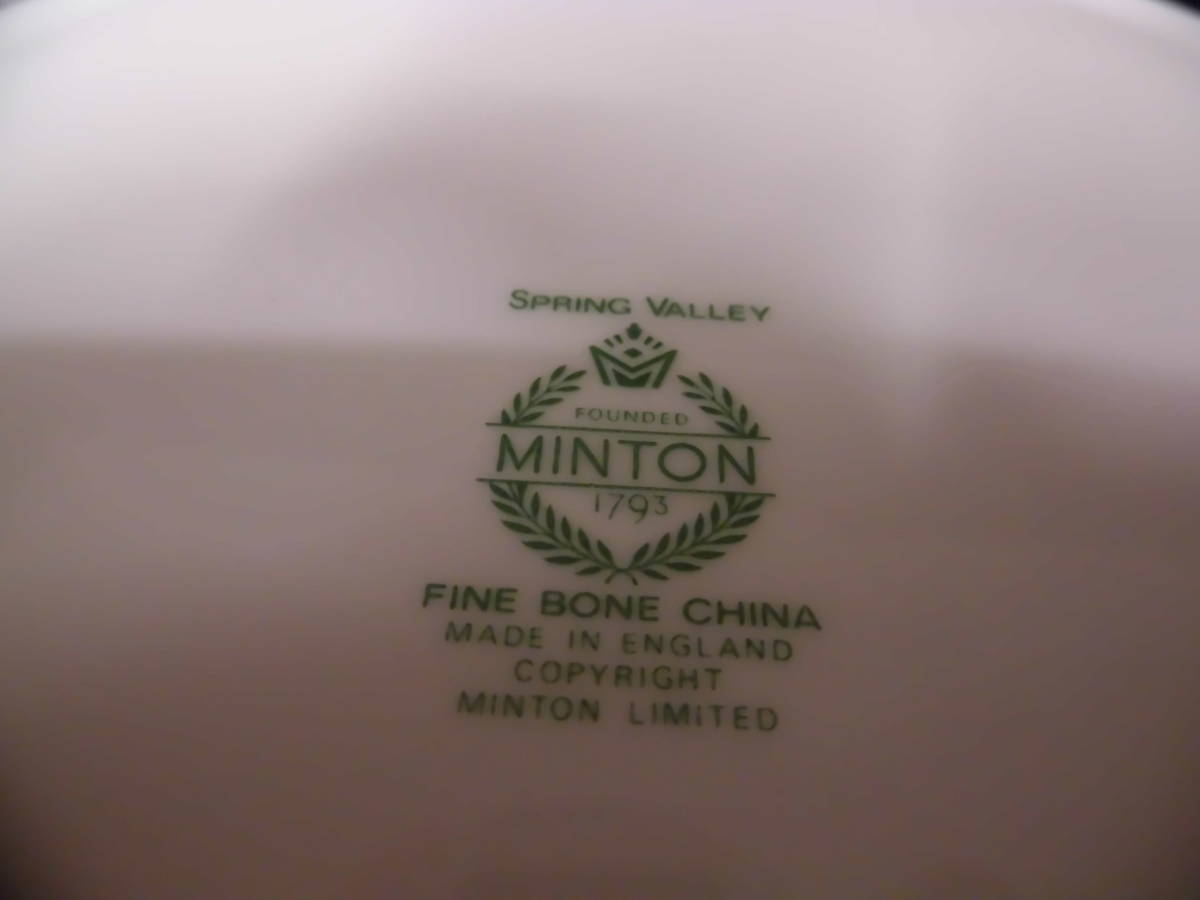 SPRING VALLEY
FOUNDED
MINTON
1793
FINE BONE CHINA
MADE IN ENGLAND
COPYRIGHT
MINTON LIMITED